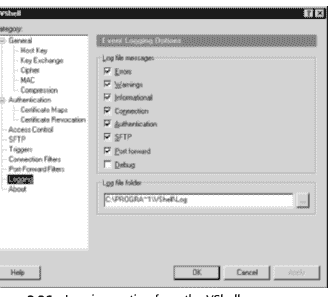 VShell
Category:
General
Host Key
Key Exchange
Cipher
MAC
Compression
Authentication
Certificate Maps
Certificate Revocation
Access Control
SFTP
Triggers
Connection Filters
Port-Forward Filters
Logging
About
Event Logging Options
Log file messages
Errors
Warnings
Informational
Connection
Authentication
SFTP
Port forward
Debug
Log file folder
C:\PROGRA~1\VShell\Log
...
Help
OK
Cancel
Apply